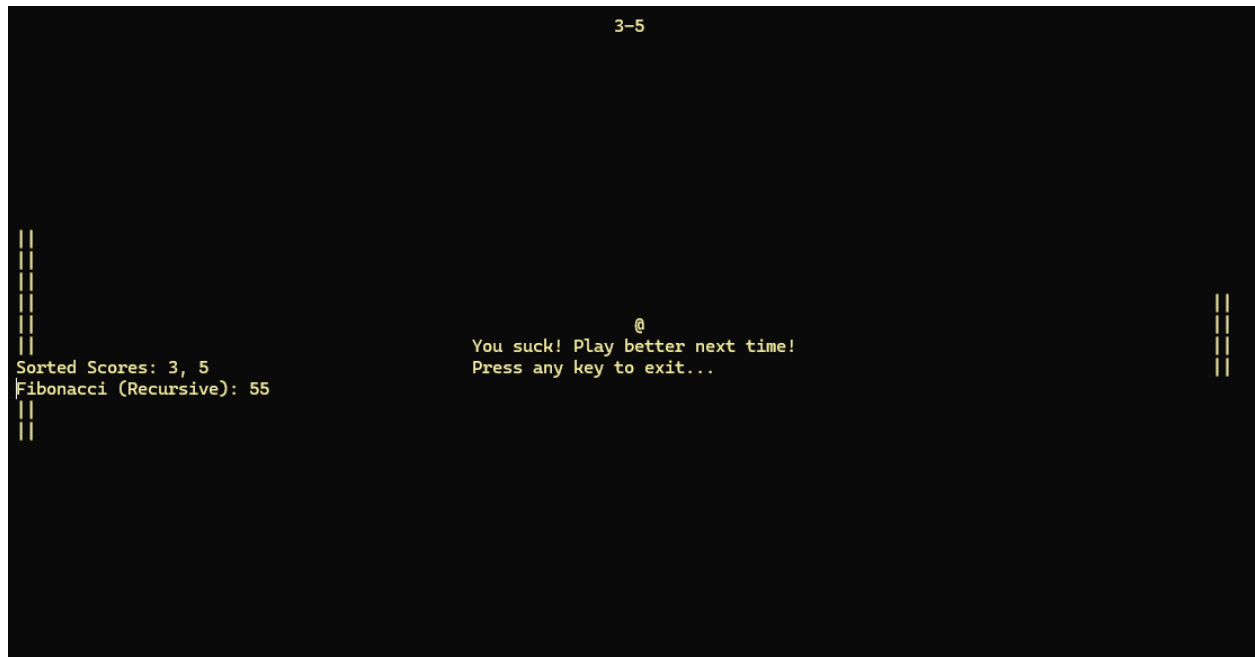 3-5
||
||
||
|| ||
|| @ ||
|| You suck! Play better next time! ||
Sorted Scores: 3, 5 Press any key to exit... ||
Fibonacci (Recursive): 55
||
||